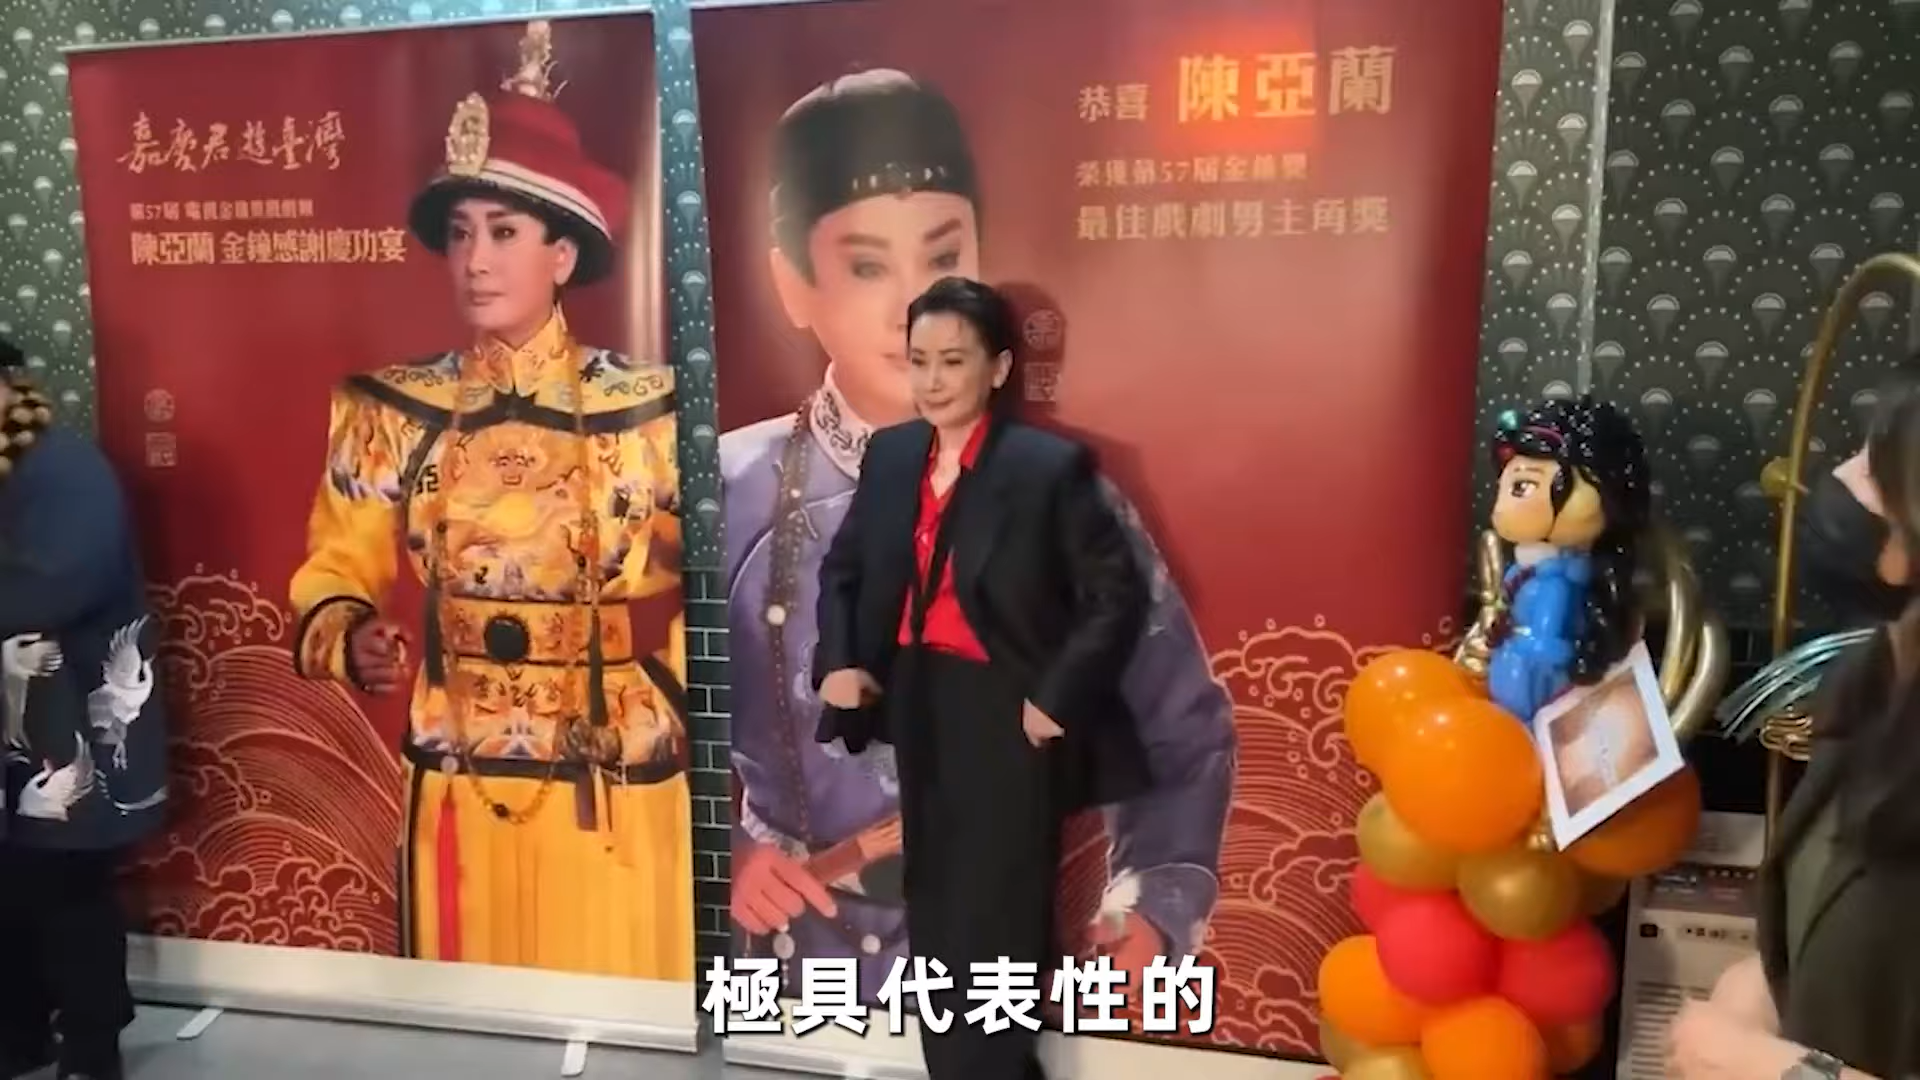 嘉慶君遊臺灣
第57屆 電視金鐘獎戲劇類
陳亞蘭 金鐘感謝慶功宴
恭喜 陳亞蘭
榮獲第57屆金鐘獎
最佳戲劇男主角獎
極具代表性的